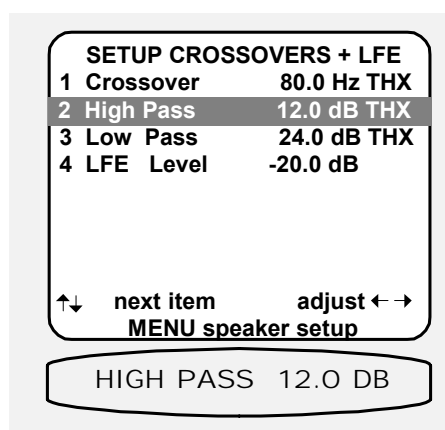 SETUP CROSSOVERS + LFE
1 Crossover 80.0 Hz THX
2 High Pass 12.0 dB THX
3 Low Pass 24.0 dB THX
4 LFE Level -20.0 dB
↑↓ next item adjust ←→
MENU speaker setup
HIGH PASS 12.0 DB